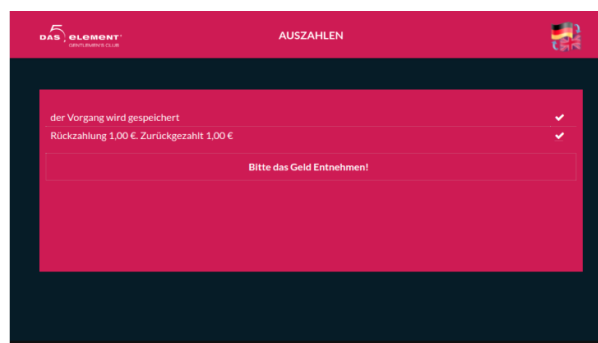 DAS 5. ELEMENT
GENTLEMEN'S CLUB
AUSZAHLEN
der Vorgang wird gespeichert
Rückzahlung 1,00 €. Zurückgezahlt 1,00 €
Bitte das Geld Entnehmen!